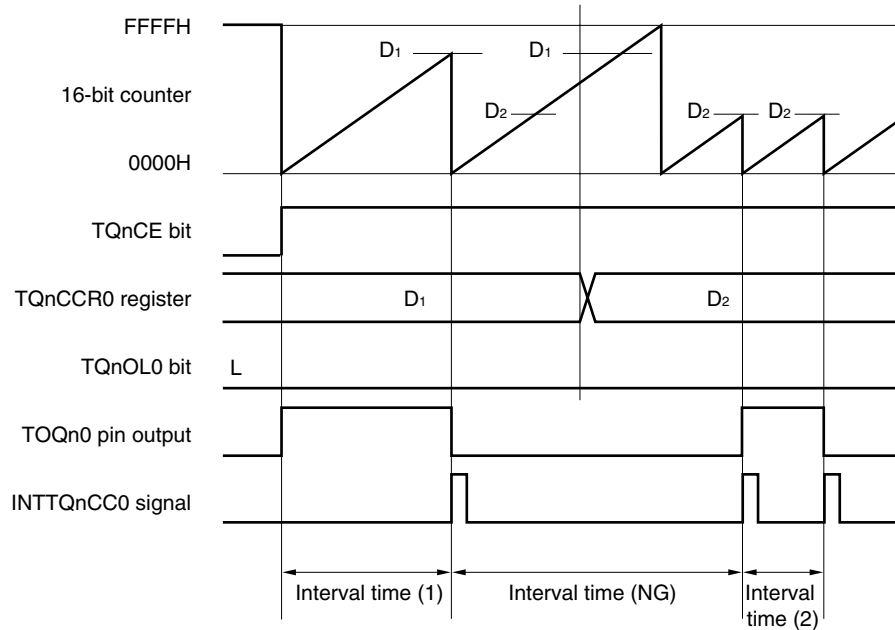 FFFFH
D1
D1
16-bit counter
D2
D2
D2
0000H
TQnCE bit
TQnCCR0 register
D1
D2
TQnOL0 bit
L
TOQn0 pin output
INTTQnCC0 signal
Interval time (1)
Interval time (NG)
Interval
time (2)